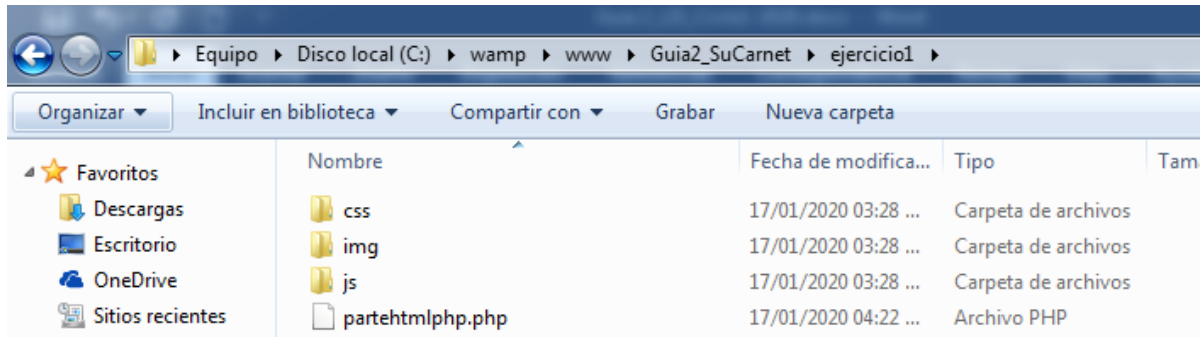 Equipo Disco local (C:) wamp www Guia2_SuCarnet ejercicio1
Organizar Incluir en biblioteca Compartir con Grabar Nueva carpeta
Favoritos
Descargas
Escritorio
OneDrive
Sitios recientes
Nombre Fecha de modifica... Tipo Tam
css 17/01/2020 03:28 ... Carpeta de archivos
img 17/01/2020 03:28 ... Carpeta de archivos
js 17/01/2020 03:28 ... Carpeta de archivos
partehtmlphp.php 17/01/2020 04:22 ... Archivo PHP